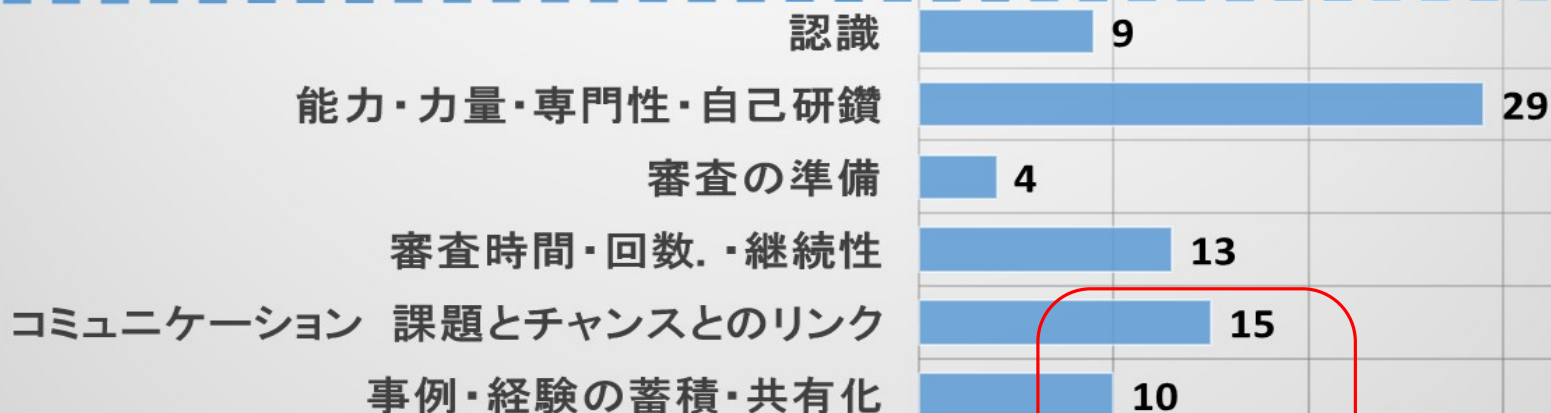 認識 9
能力・力量・専門性・自己研鑽 29
審査の準備 4
審査時間・回数.・継続性 13
コミュニケーション 課題とチャンスとのリンク 15
事例・経験の蓄積・共有化 10